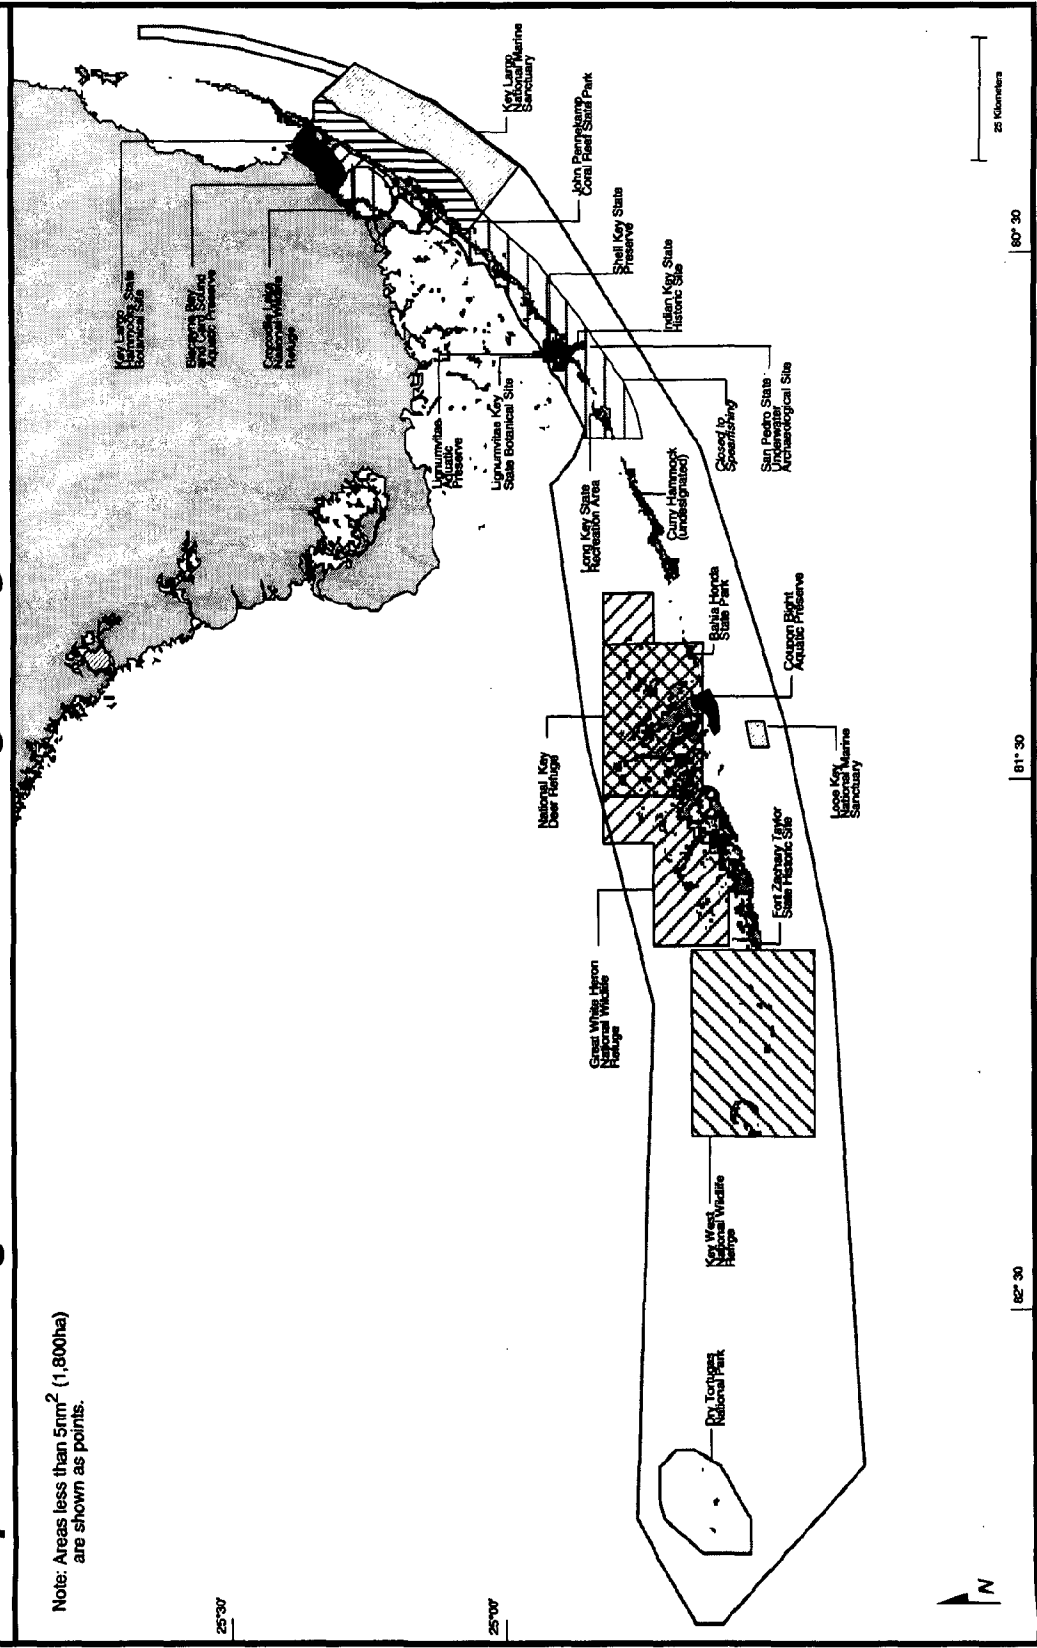 Note: Areas less than 5nm² (1,800ha)
are shown as points.
25°30'
25°00'
Key Largo
Hammocks State
Botanical Site
Biscayne Bay
and Card Sound
Aquatic Preserve
Crocodile Lake
National Wildlife
Refuge
Lignumvitae
Aquatic
Preserve
Lignumvitae Key
State Botanical Site
Key Largo
National Marine
Sanctuary
John Pennekamp
Coral Reef State Park
Shell Key State
Preserve
Indian Key State
Historic Site
San Pedro State
Underwater
Archaeological Site
Closed to
Spearfishing
Long Key State
Recreation Area
Curry Hammock
(undesignated)
Bahia Honda
State Park
Coupon Bight
Aquatic Preserve
National Key
Deer Refuge
Looe Key
National Marine
Sanctuary
Fort Zachary Taylor
State Historic Site
Great White Heron
National Wildlife
Refuge
Key West
National Wildlife
Refrge
Dry Tortugas
National Park
N
82° 30
81° 30
80° 30
25 Kilometers